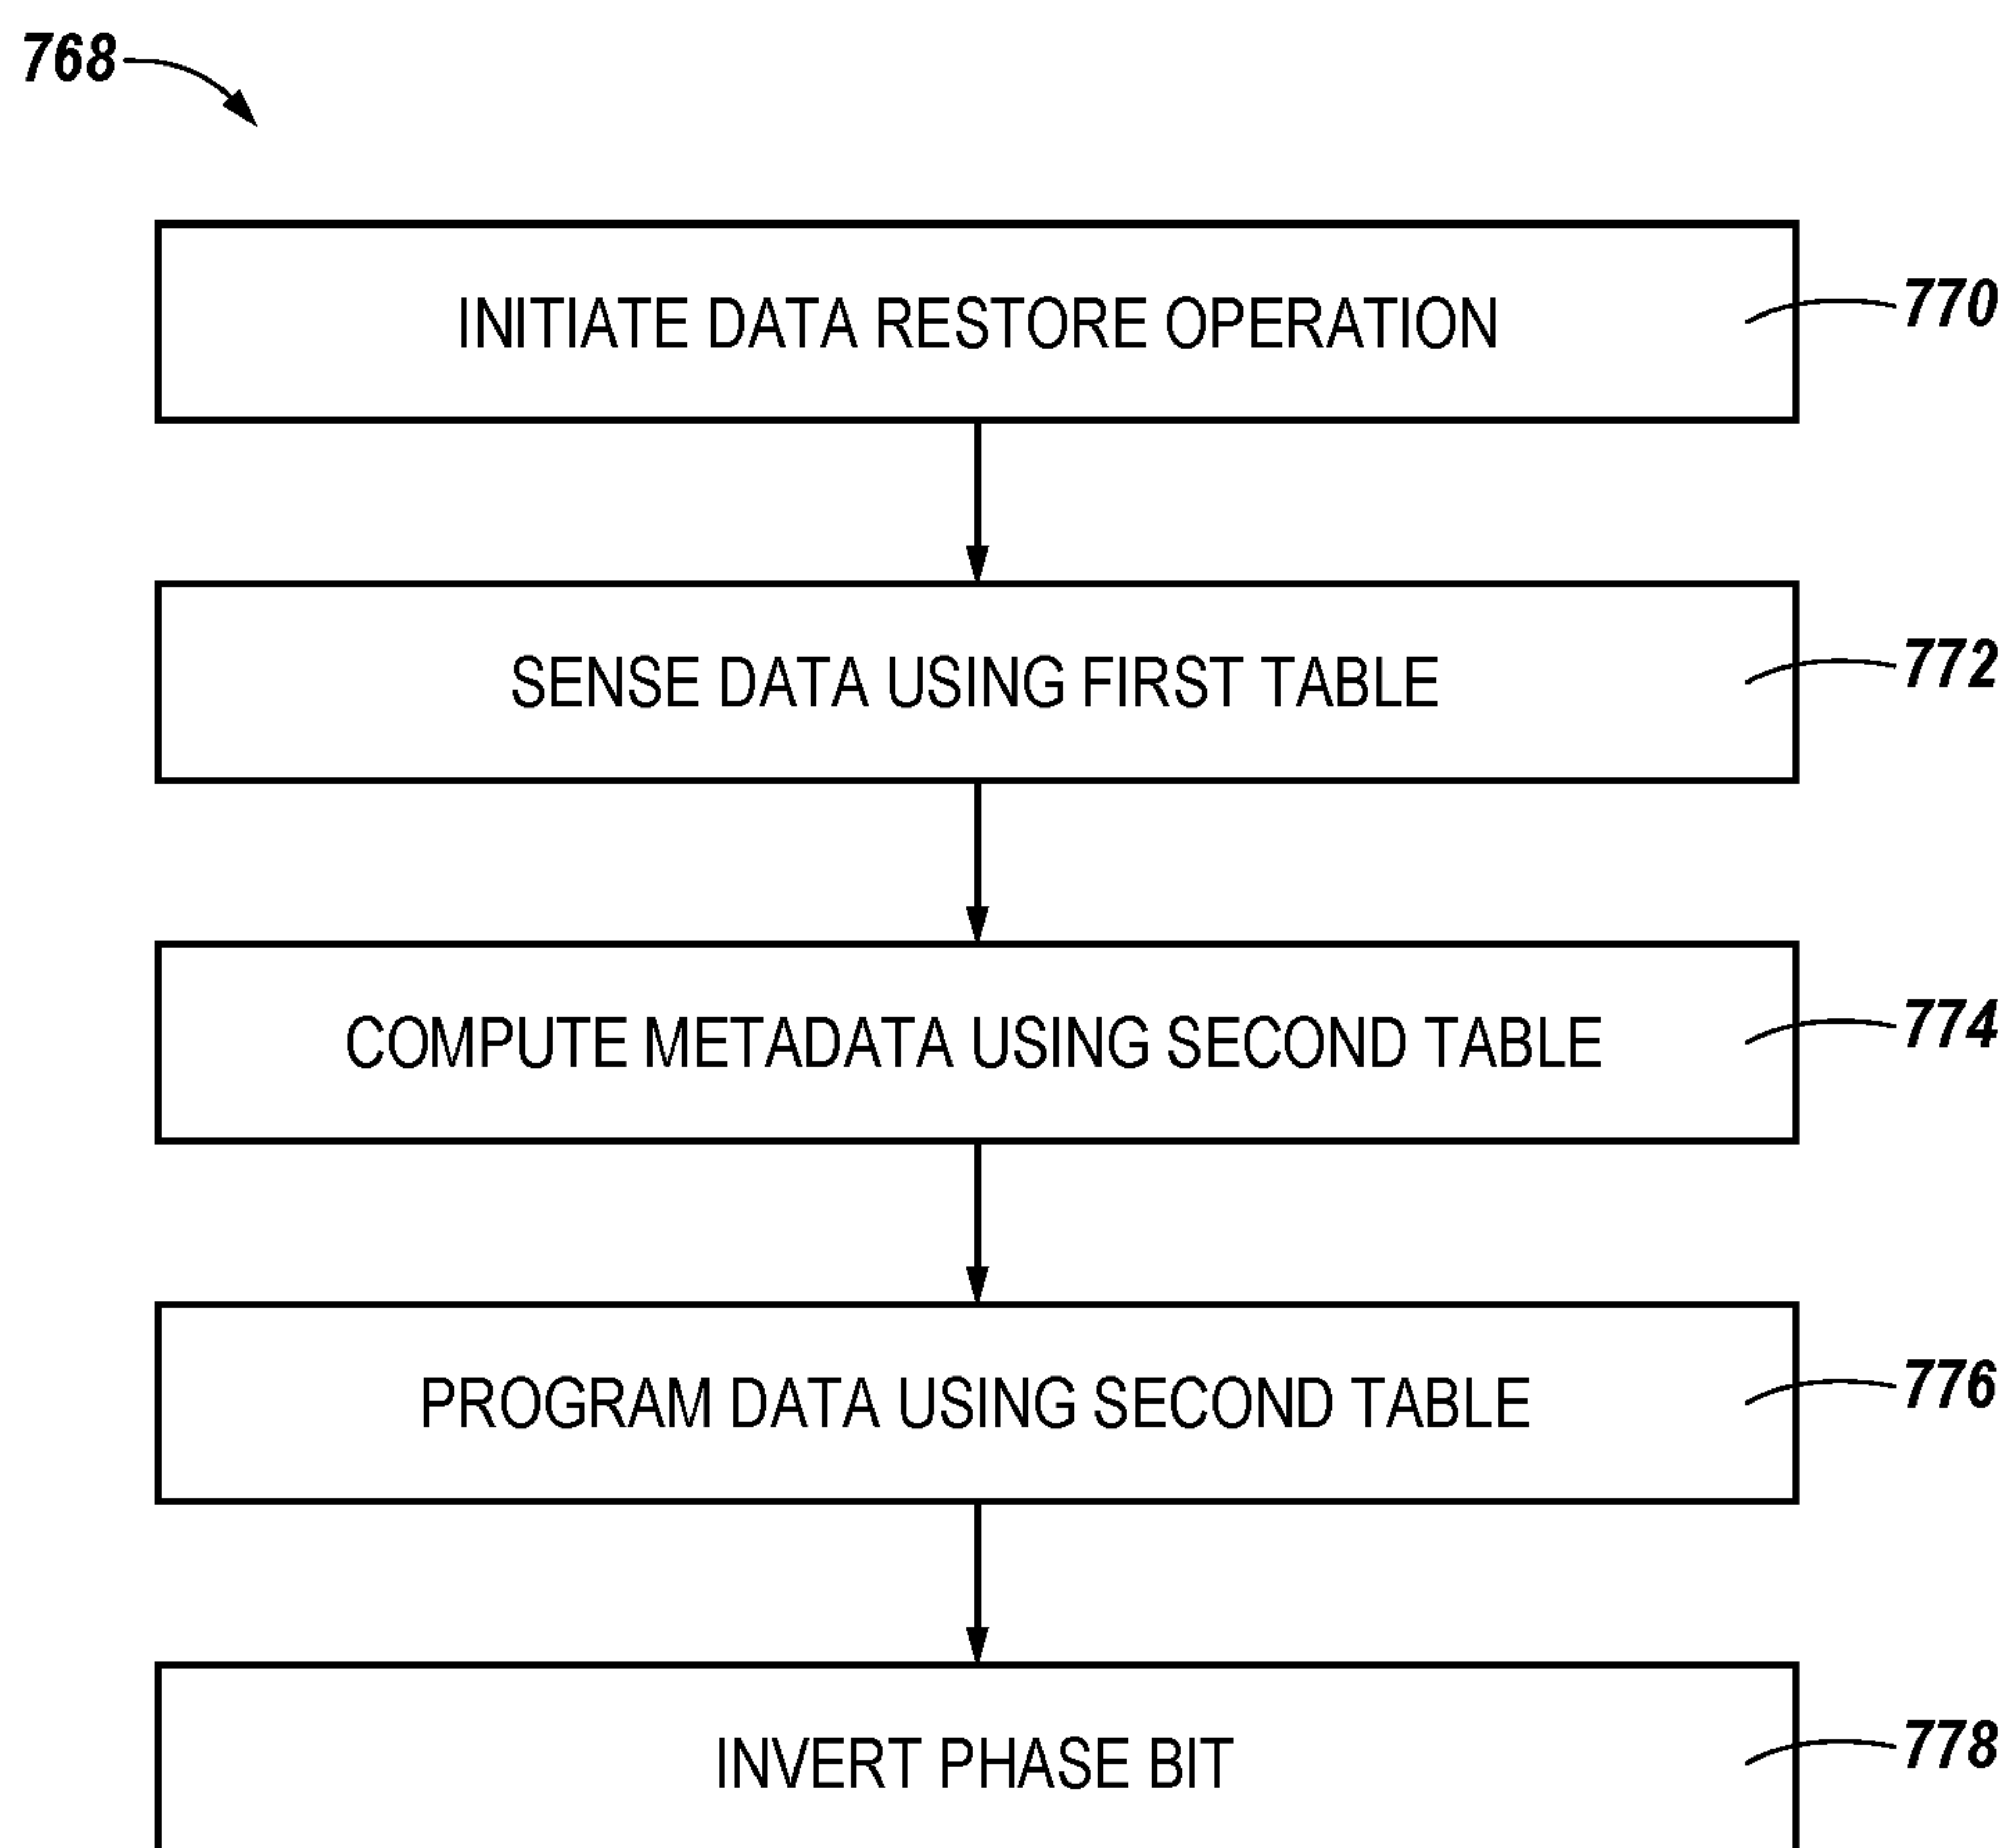 768
INITIATE DATA RESTORE OPERATION
770
SENSE DATA USING FIRST TABLE
772
COMPUTE METADATA USING SECOND TABLE
774
PROGRAM DATA USING SECOND TABLE
776
INVERT PHASE BIT
778